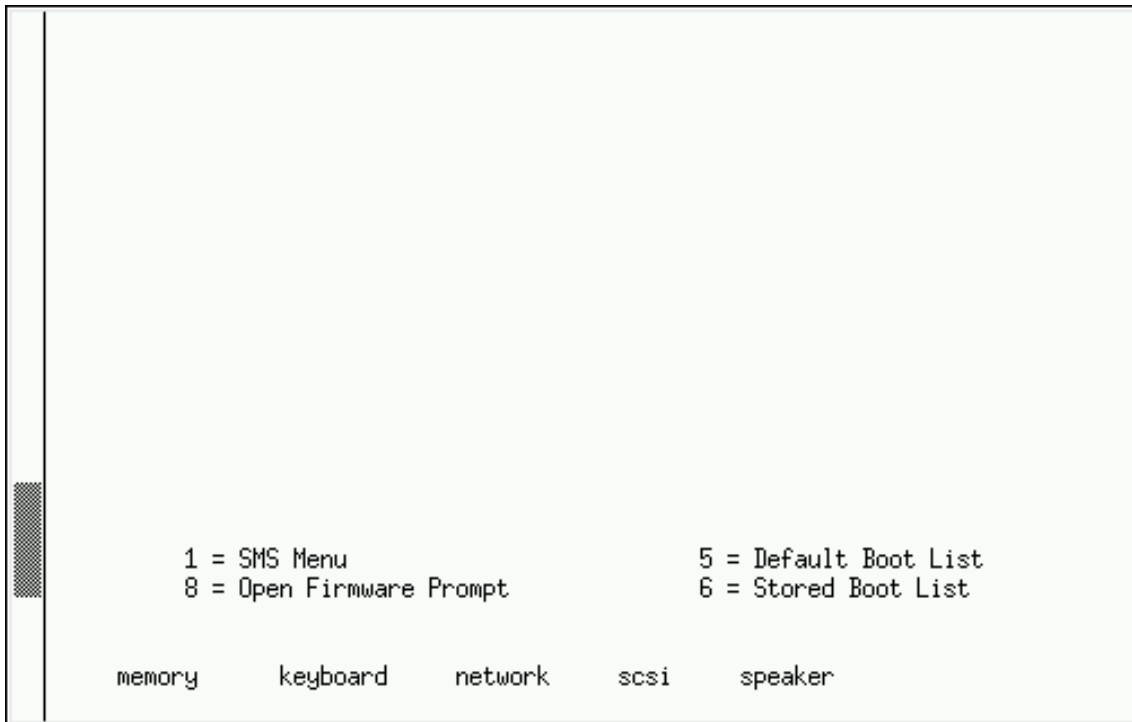 1 = SMS Menu 5 = Default Boot List
8 = Open Firmware Prompt 6 = Stored Boot List
memory keyboard network scsi speaker